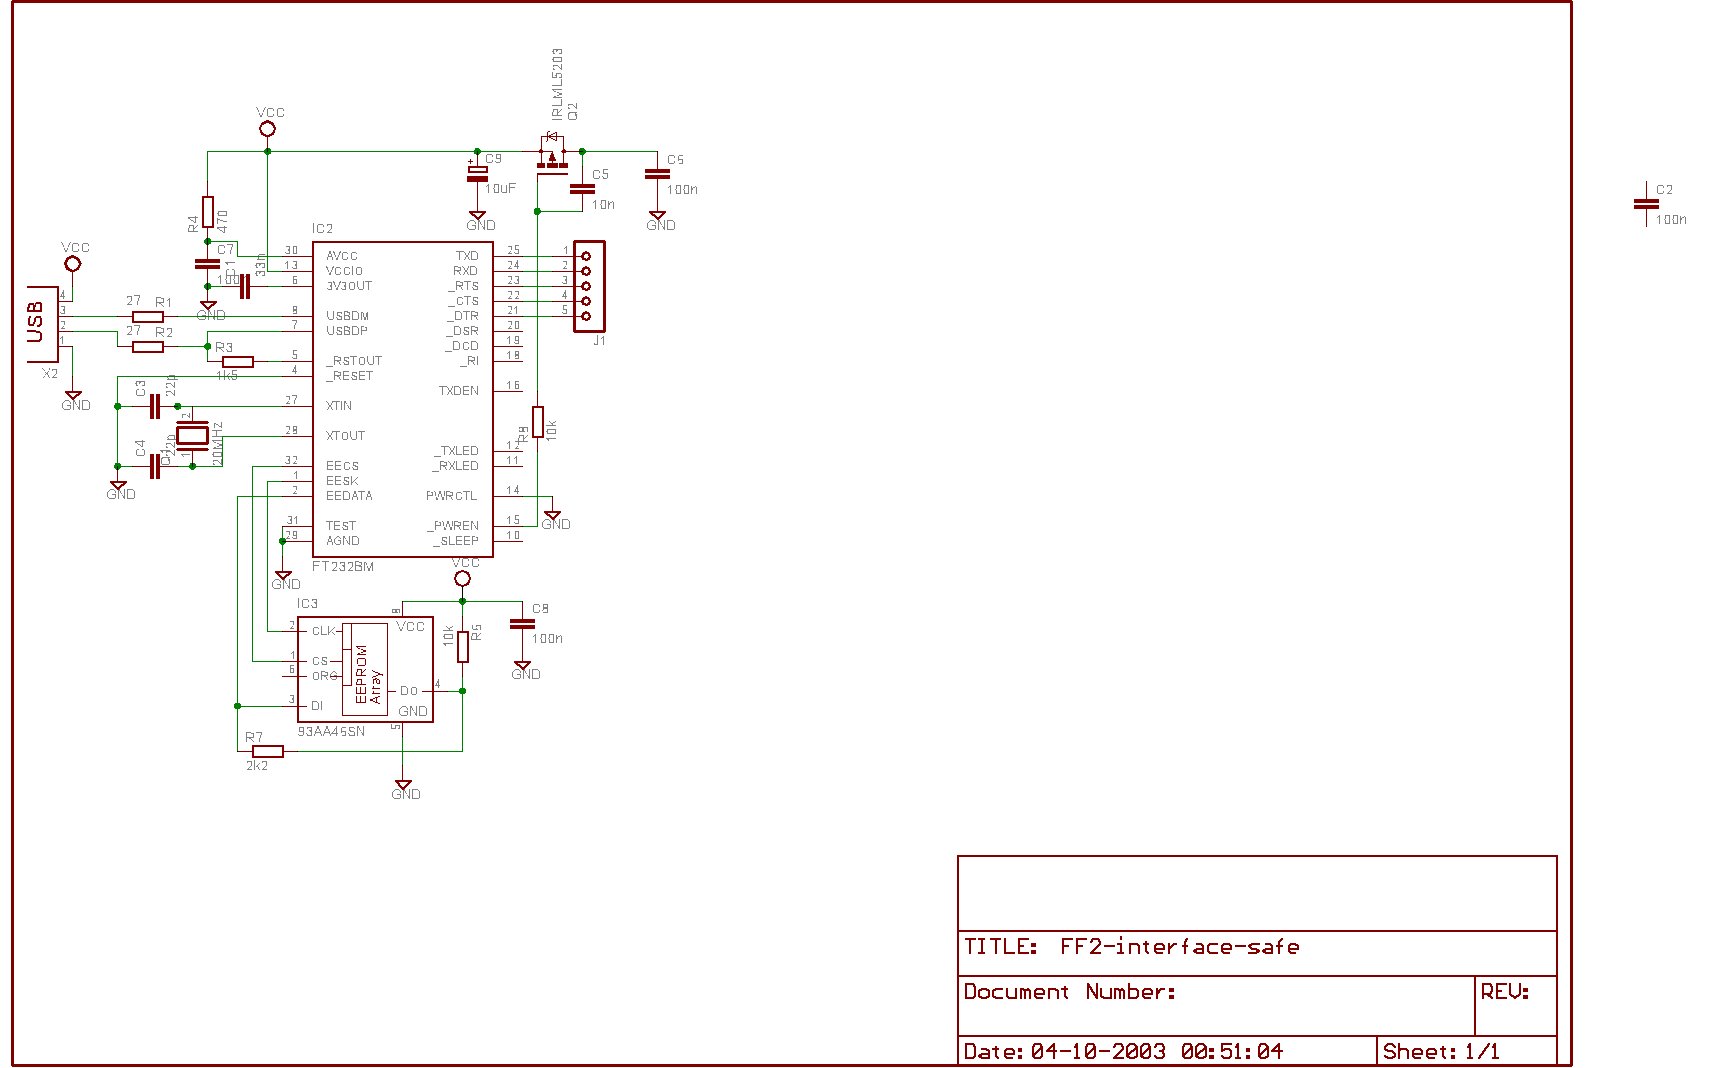 IRLML5203
Q2
VCC
C9
10uF
GND
C5
10n
C6
100n
GND
C2
100n
R4
470
IC2
C7
C1
33n
GND
VCC
USB
X2
4
3
2
1
27 R1
27 R2
R3
1k5
GND
30 AVCC TXD 25 1
13 VCCIO RXD 24 2
6 3V3OUT _RTS 23 3
_CTS 22 4
8 USBDM _DTR 21 5
7 USBDP _DSR 20
_DCD 19
J1
5 _RSTOUT _RI 18
4 _RESET
TXDEN 16
C3
22p
27 XTIN
2
20MHz
1
28 XTOUT
R8
10k
C4
22p
GND
_TXLED 12
32 EECS _RXLED 11
1 EESK
2 EEDATA PWRCTL 14
GND
31 TEST _PWREN 15
29 AGND _SLEEP 10
GND
FT232BM
VCC
IC3
8
VCC
2 CLK
1 CS
6 ORG
3 DI
EEPROM
Array
DO 4
GND
5
93AA46SN
10k
R6
C8
100n
GND
R7
2k2
GND
TITLE: FF2-interface-safe
Document Number:
REV:
Date: 04-10-2003 00:51:04
Sheet: 1/1